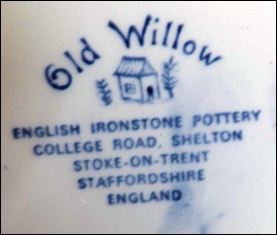 Old Willow
ENGLISH IRONSTONE POTTERY
COLLEGE ROAD, SHELTON
STOKE-ON-TRENT
STAFFORDSHIRE
ENGLAND